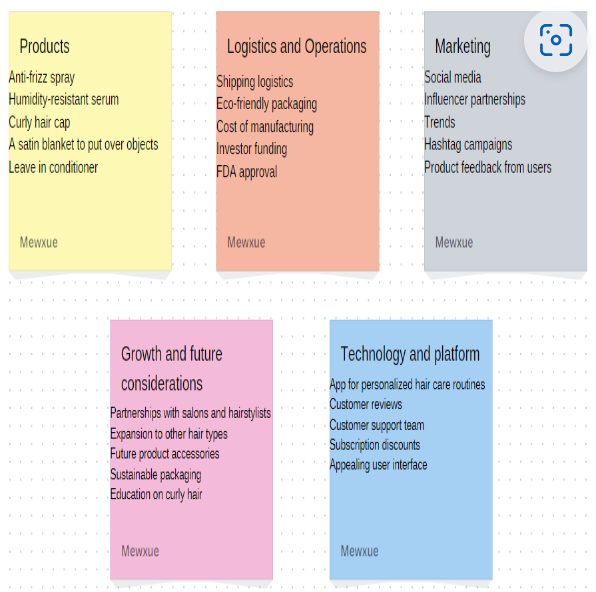 Products
Anti-frizz spray
Humidity-resistant serum
Curly hair cap
A satin blanket to put over objects
Leave in conditioner
Mewxue
Logistics and Operations
Shipping logistics
Eco-friendly packaging
Cost of manufacturing
Investor funding
FDA approval
Mewxue
Marketing
Social media
Influencer partnerships
Trends
Hashtag campaigns
Product feedback from users
Mewxue
Growth and future
considerations
Partnerships with salons and hairstylists
Expansion to other hair types
Future product accessories
Sustainable packaging
Education on curly hair
Mewxue
Technology and platform
App for personalized hair care routines
Customer reviews
Customer support team
Subscription discounts
Appealing user interface
Mewxue